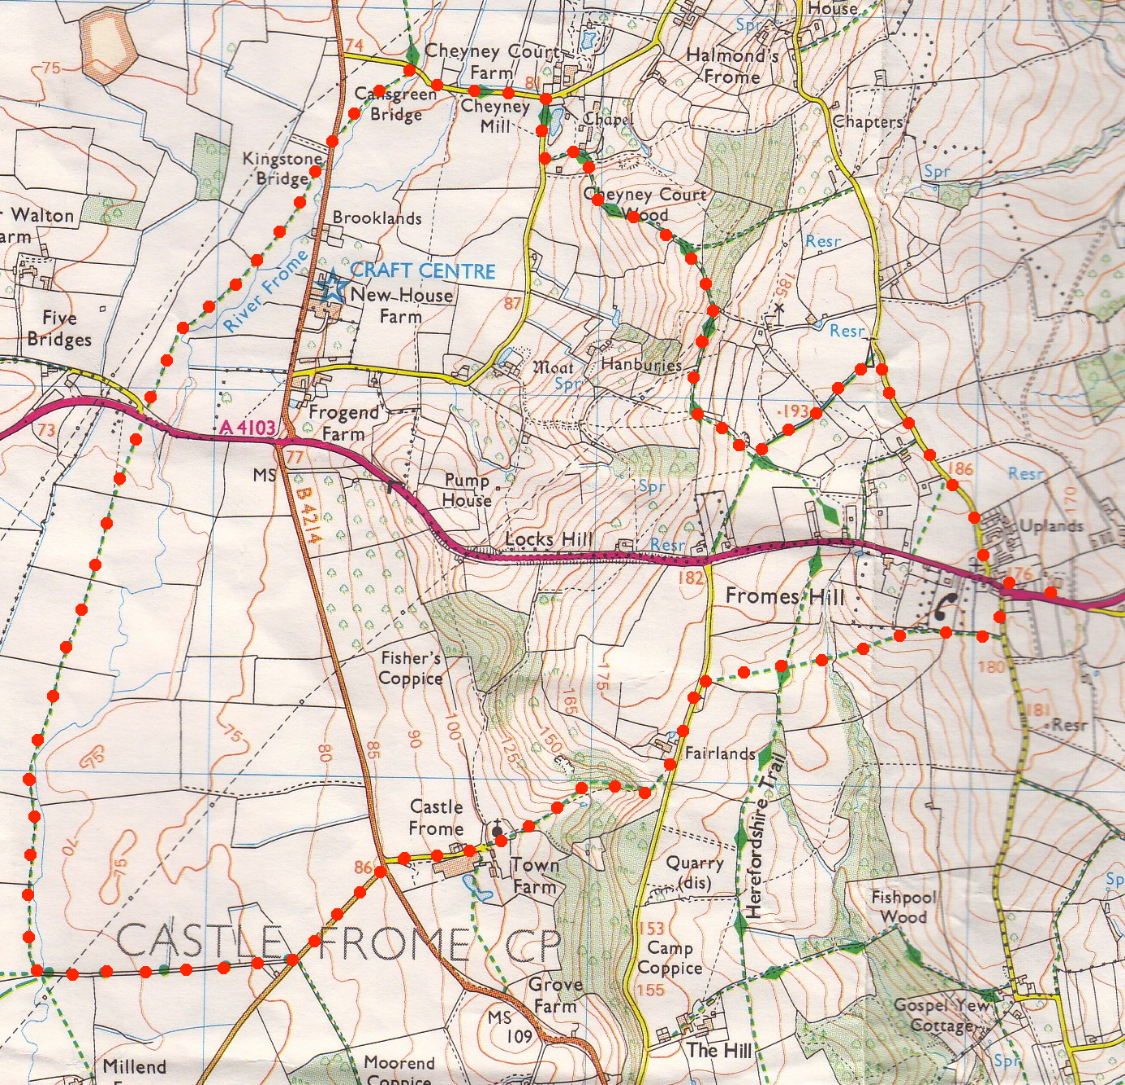 House
Spr
74
Cheyney Court
Farm
Halmond's
Frome
75
81
Cansgreen
Bridge
Cheyney
Mill
Chapel
Chapters
Kingstone
Bridge
Spr
Cheyney Court
Wood
Walton
arm
Brooklands
Resr
River Frome
CRAFT CENTRE
New House
Farm
185
87
Five
Bridges
Resr
Moat
Spr
Hanburies
Frogend
Farm
193
73
A 4103
77
MS
B 4214
Pump
House
Spr
186
Resr
170
Locks Hill
Resr
Uplands
182
Fromes Hill
176
Fisher's
Coppice
180
175
165
181
Resr
75
75
80
85
90
100
125
150
Fairlands
Herefordshire Trail
Castle
Frome
70
75
86
Town
Farm
Quarry
(dis)
Fishpool
Wood
Sp
CASTLE FROME CP
153
Camp
Coppice
155
Grove
Farm
MS
109
Gospel Yew
Cottage
The Hill
Spr
Millend
Moorend
Coppice